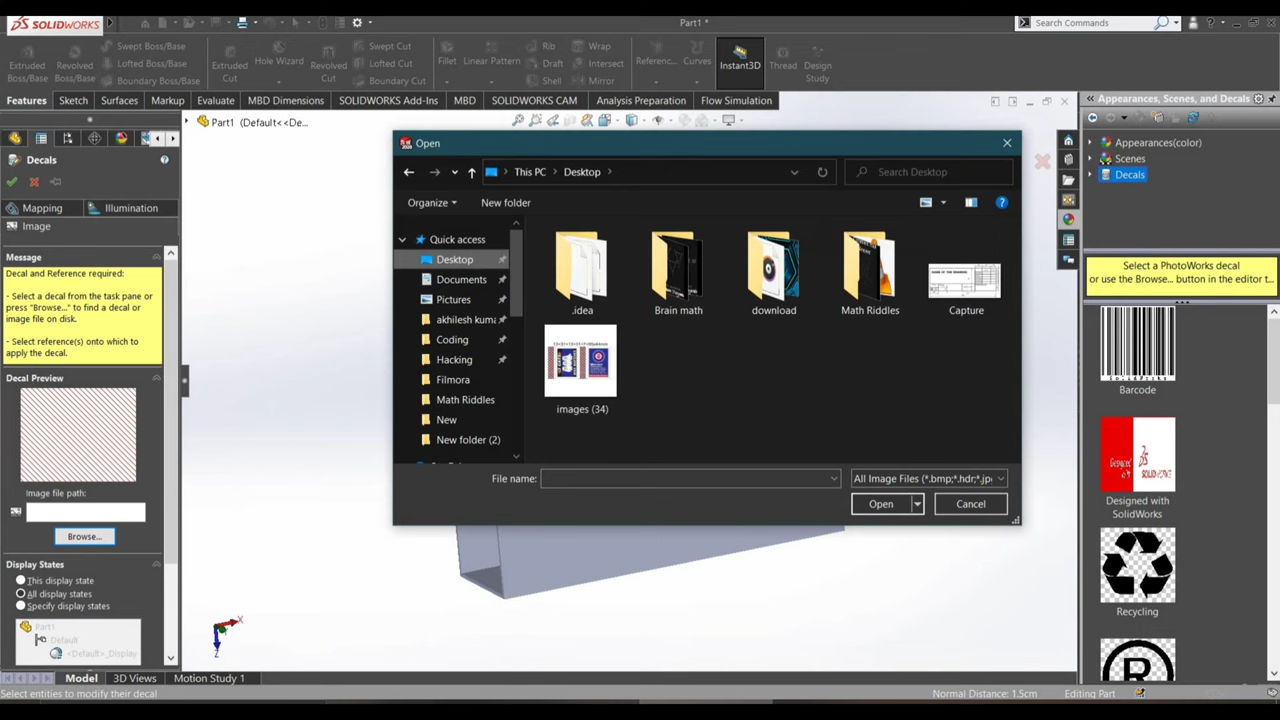 SOLIDWORKS
Part1 *
Search Commands
Extruded Boss/Base
Revolved Boss/Base
Swept Boss/Base
Lofted Boss/Base
Boundary Boss/Base
Extruded Cut
Hole Wizard
Revolved Cut
Swept Cut
Lofted Cut
Boundary Cut
Fillet
Linear Pattern
Rib
Draft
Shell
Wrap
Intersect
Mirror
Referenc...
Curves
Instant3D
Thread
Design Study
Features
Sketch
Surfaces
Markup
Evaluate
MBD Dimensions
SOLIDWORKS Add-Ins
MBD
SOLIDWORKS CAM
Analysis Preparation
Flow Simulation
Part1 (Default<<De...
Decals
Mapping
Illumination
Image
Message
Decal and Reference required:
- Select a decal from the task pane or
press "Browse..." to find a decal or
image file on disk.
- Select reference(s) onto which to
apply the decal.
Decal Preview
Image file path:
Browse...
Display States
This display state
All display states
Specify display states
Part1
Default
<Default>_Display
Open
This PC
Desktop
Search Desktop
Organize
New folder
Quick access
Desktop
Documents
Pictures
akhilesh kuma
Coding
Hacking
Filmora
Math Riddles
New
New folder (2)
.idea
Brain math
download
Math Riddles
Capture
images (34)
File name:
All Image Files (*.bmp;*.hdr;*.jp
Open
Cancel
X
Z
Appearances, Scenes, and Decals
Appearances(color)
Scenes
Decals
Select a PhotoWorks decal
or use the Browse... button in the editor t...
SolidWorks
Barcode
Designed with
SolidWorks
Recycling
R
Model
3D Views
Motion Study 1
Select entities to modify their decal
Normal Distance: 1.5cm
Editing Part